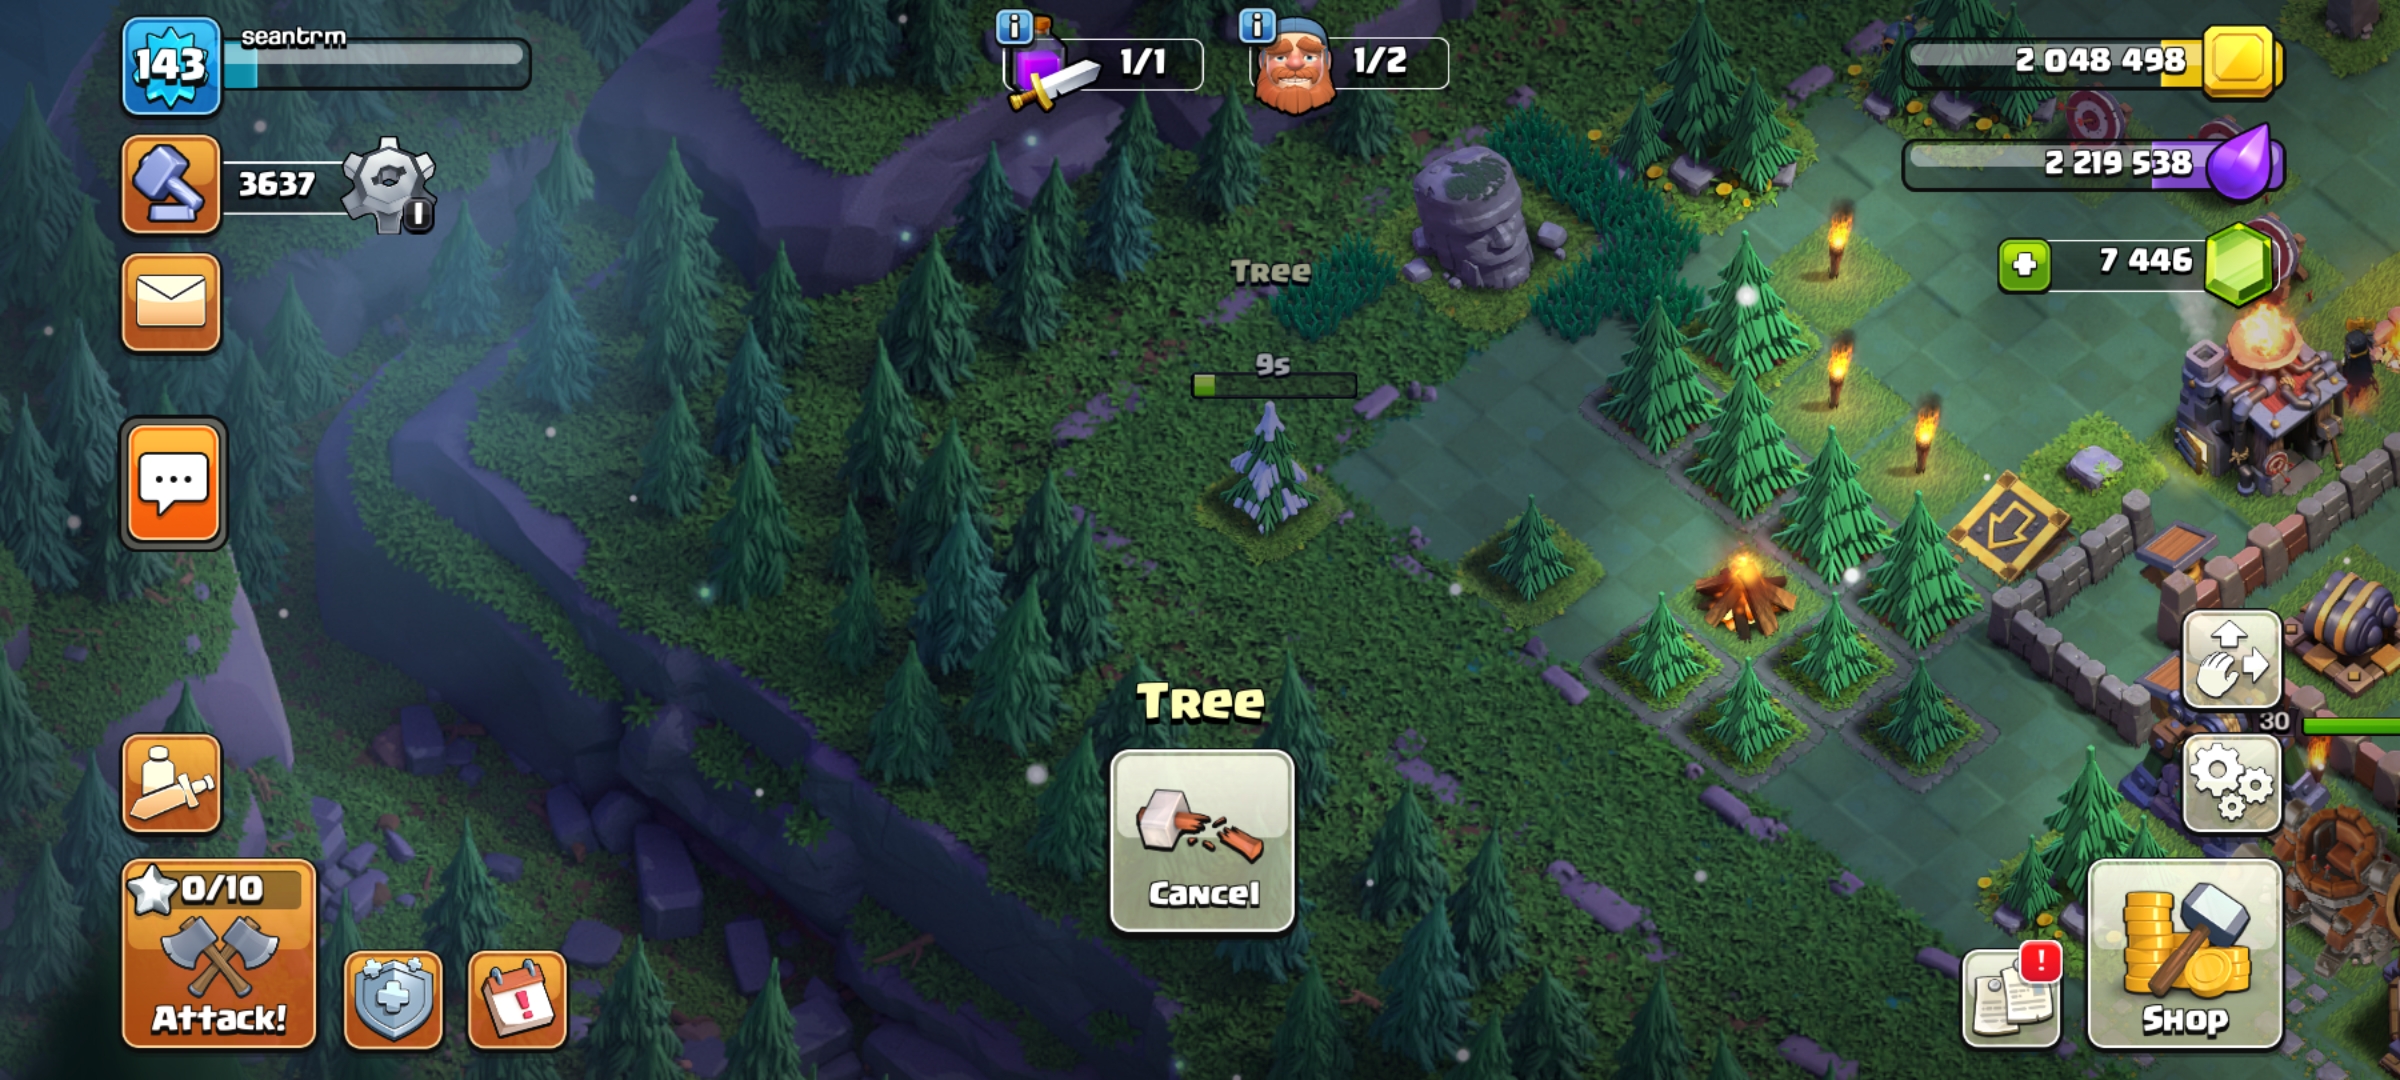 143
seantrm
1/1
1/2
2 048 498
3637
2 219 538
7 446
Tree
9s
Tree
Cancel
30
0/10
Attack!
Shop